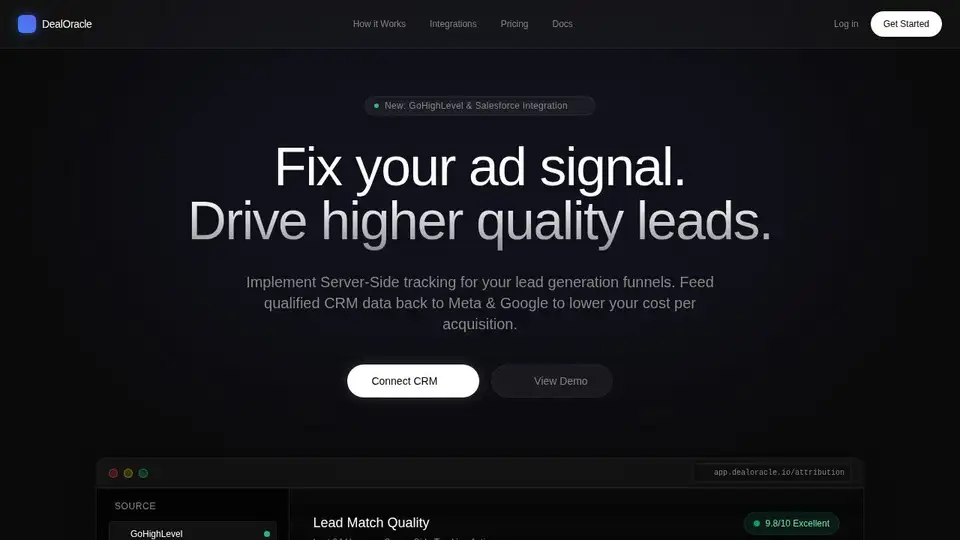 DealOracle
How it Works
Integrations
Pricing
Docs
Log in
Get Started
New: GoHighLevel & Salesforce Integration
Fix your ad signal.
Drive higher quality leads.
Implement Server-Side tracking for your lead generation funnels. Feed
qualified CRM data back to Meta & Google to lower your cost per
acquisition.
Connect CRM
View Demo
app.dealoracle.io/attribution
SOURCE
GoHighLevel
Lead Match Quality
9.8/10 Excellent